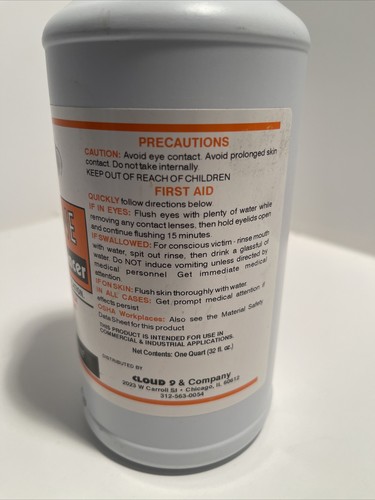 PRECAUTIONS
CAUTION: Avoid eye contact. Avoid prolonged skin
contact. Do not take internally.
KEEP OUT OF REACH OF CHILDREN
FIRST AID
QUICKLY follow directions below.
IF IN EYES: Flush eyes with plenty of water while
removing any contact lenses, then hold eyelids open
and continue flushing 15 minutes.
IF SWALLOWED: For conscious victim - rinse mouth
with water, spit out rinse, then drink a glassful of
water. Do NOT induce vomiting unless directed by
medical personnel Get immediate medical
attention.
IF ON SKIN: Flush skin thoroughly with water.
IN ALL CASES: Get prompt medical attention if
effects persist
OSHA Workplaces: Also see the Material Safety
Data Sheet for this product
THIS PRODUCT IS INTENDED FOR USE IN
COMMERCIAL & INDUSTRIAL APPLICATIONS.
Net Contents: One Quart (32 fl. oz.)
DISTRIBUTED BY
CLOUD 9 & Company
2023 W Carroll St • Chicago, IL 60612
312-563-0054
E
ncer